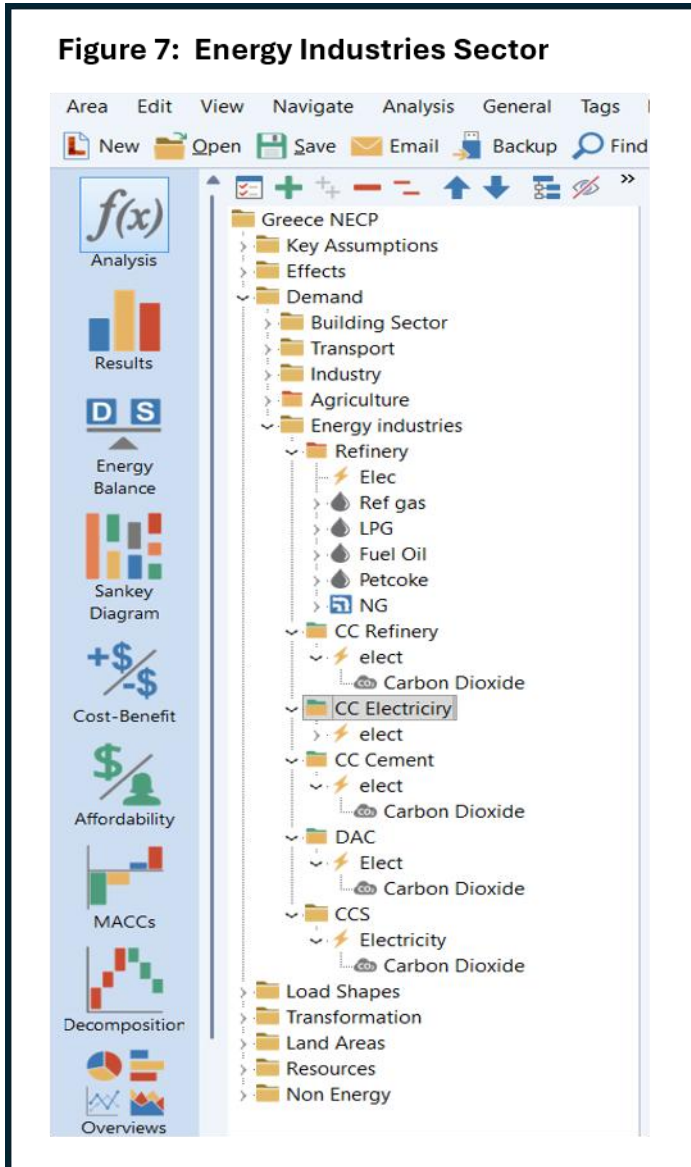 Figure 7: Energy Industries Sector
Area Edit View Navigate Analysis General Tags
New Open Save Email Backup Find
f(x)
Analysis
Results
D S
Energy
Balance
Sankey
Diagram
+$
-$
Cost-Benefit
$
Affordability
MACCs
Decomposition
Overviews
»
Greece NECP
Key Assumptions
Effects
Demand
Building Sector
Transport
Industry
Agriculture
Energy industries
Refinery
Elec
Ref gas
LPG
Fuel Oil
Petcoke
NG
CC Refinery
elect
CO₂ Carbon Dioxide
CC Electriciry
elect
CC Cement
elect
CO₂ Carbon Dioxide
DAC
Elect
CO₂ Carbon Dioxide
CCS
Electricity
CO₂ Carbon Dioxide
Load Shapes
Transformation
Land Areas
Resources
Non Energy